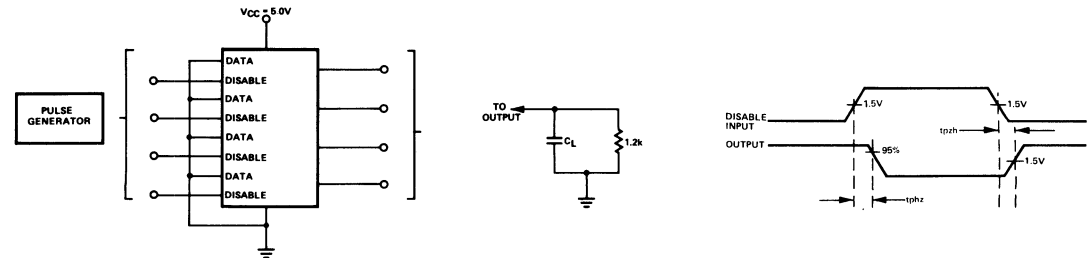 VCC = 5.0V
DATA
DISABLE
DATA
DISABLE
DATA
DISABLE
DATA
DISABLE
PULSE
GENERATOR
TO
OUTPUT
CL
1.2k
DISABLE
INPUT
OUTPUT
1.5V
1.5V
tpzh
95%
1.5V
tphz